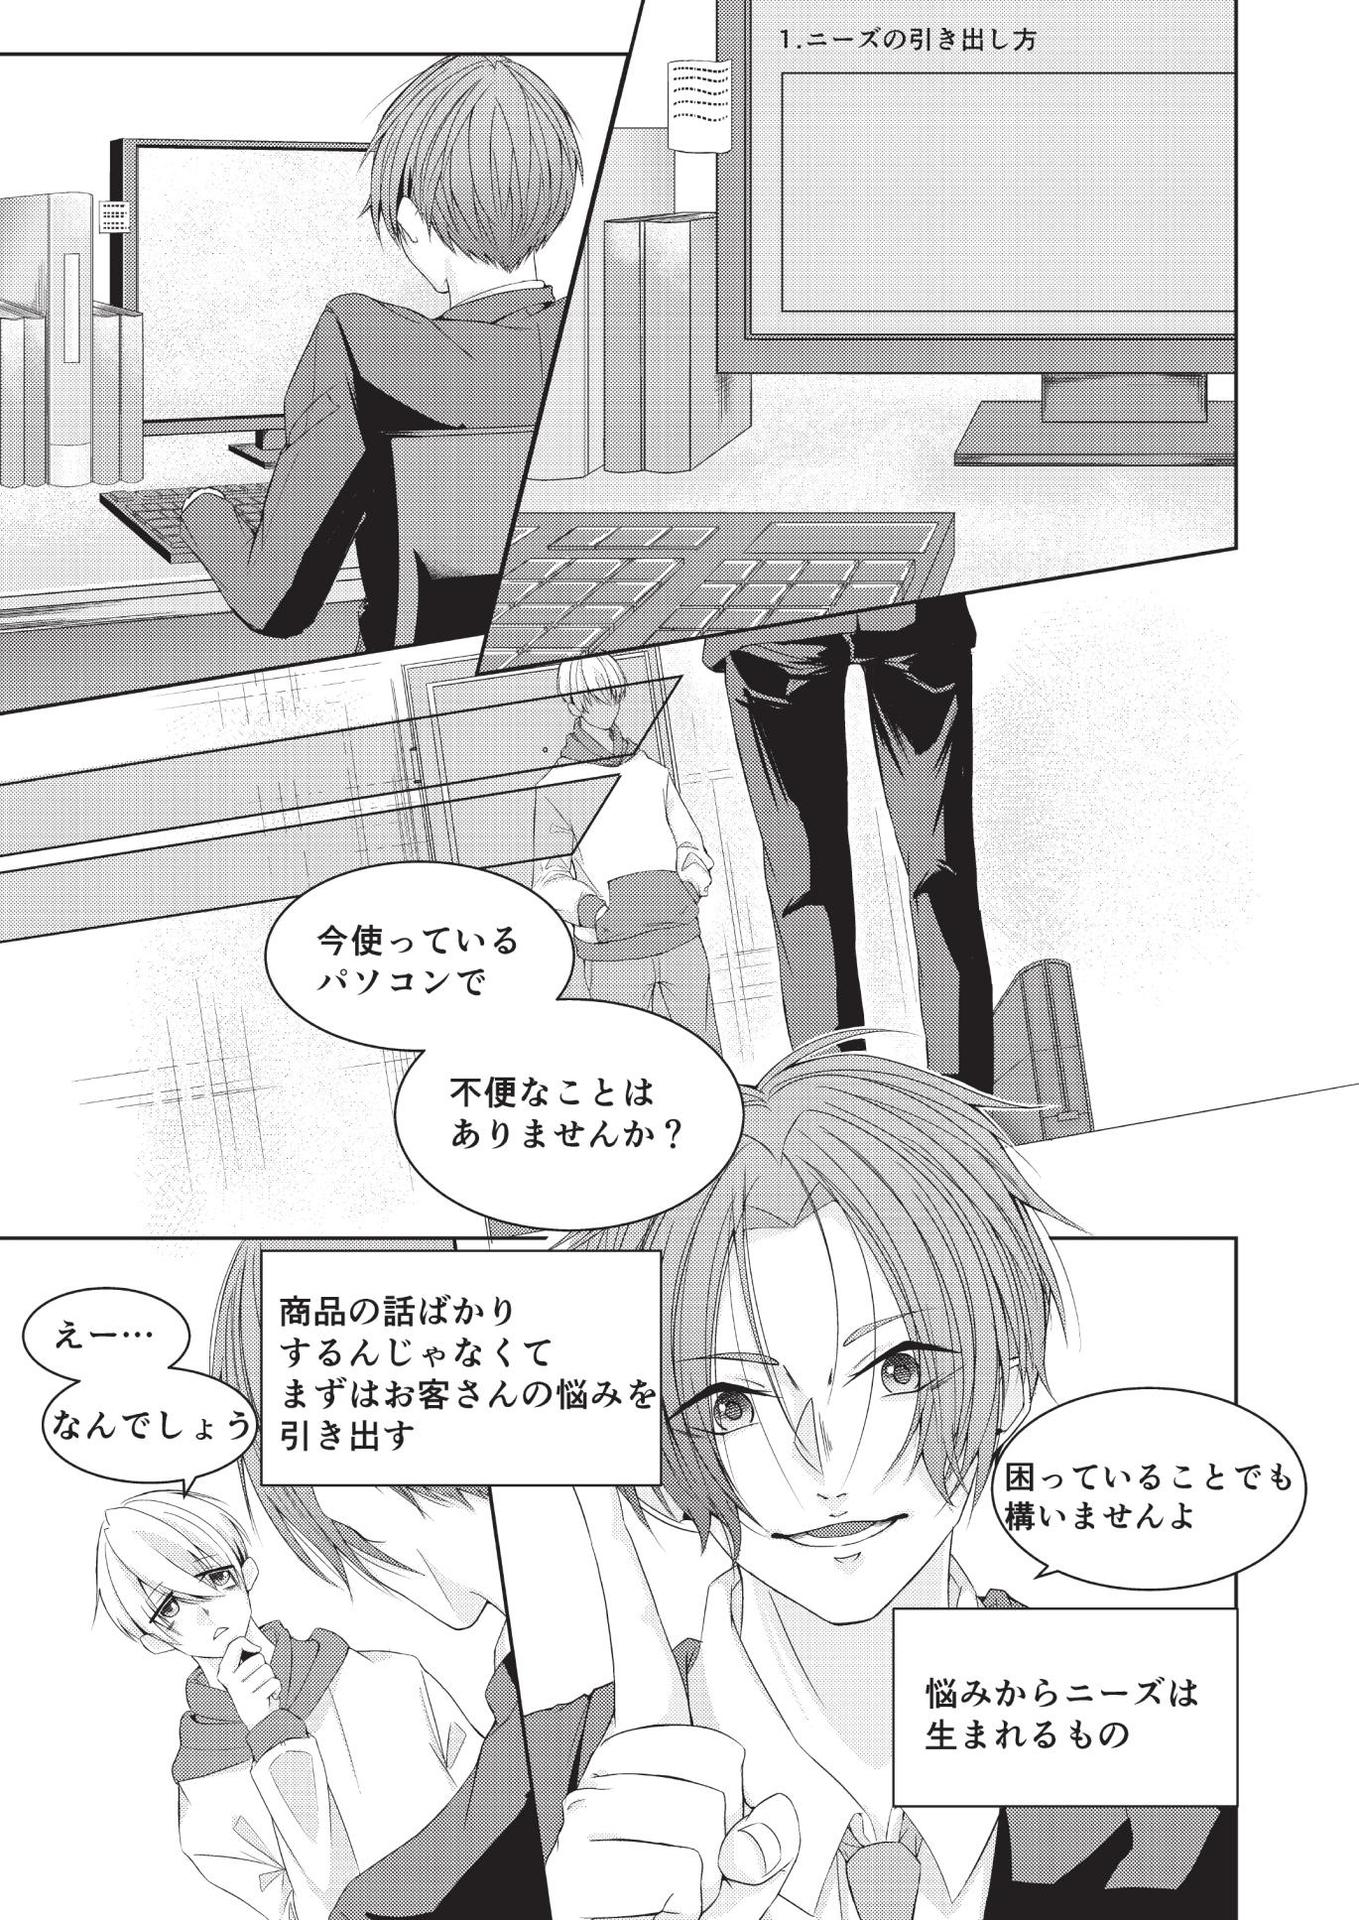 1.ニーズの引き出し方
今使っている
パソコンで
不便なことは
ありませんか？
困っていることでも
構いませんよ
悩みからニーズは
生まれるもの
商品の話ばかり
するんじゃなくて
まずはお客さんの悩みを
引き出す
えー…
なんでしょう